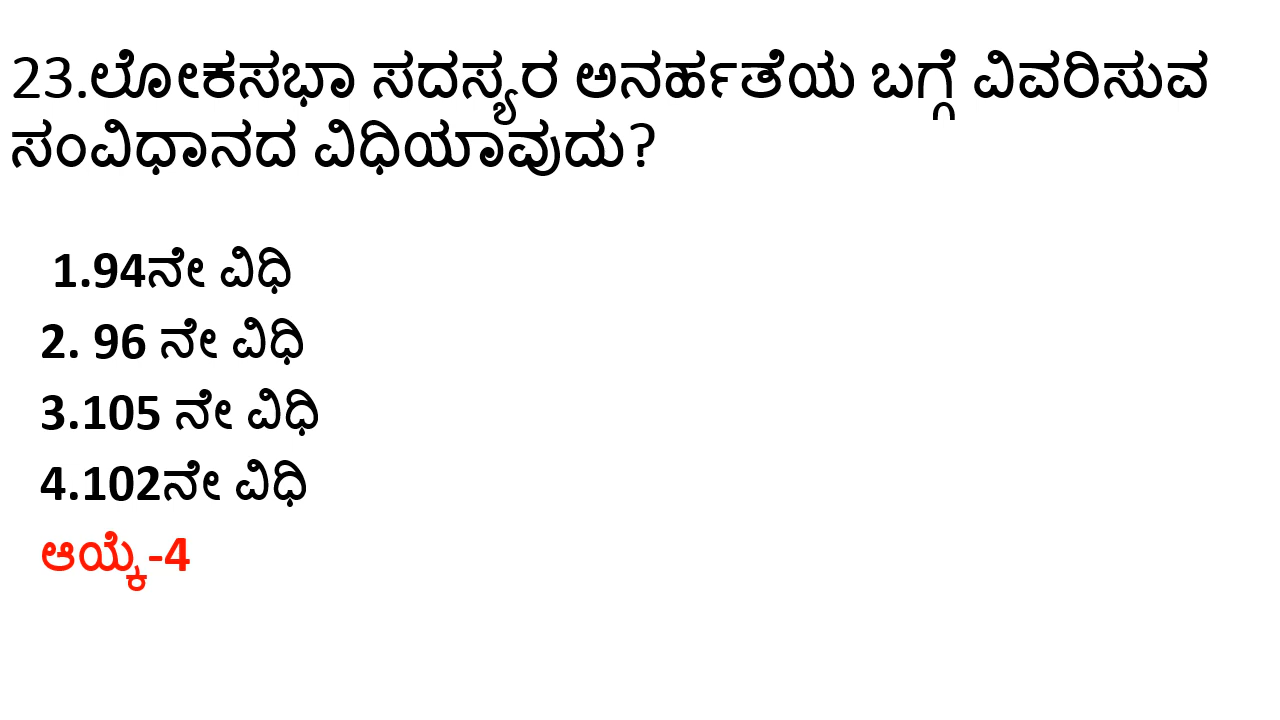 23.ಲೋಕಸಭಾ ಸದಸ್ಯರ ಅನರ್ಹತೆಯ ಬಗ್ಗೆ ವಿವರಿಸುವ
ಸಂವಿಧಾನದ ವಿಧಿಯಾವುದು?
1.94ನೇ ವಿಧಿ
2. 96 ನೇ ವಿಧಿ
3.105 ನೇ ವಿಧಿ
4.102ನೇ ವಿಧಿ
ಆಯ್ಕೆ-4